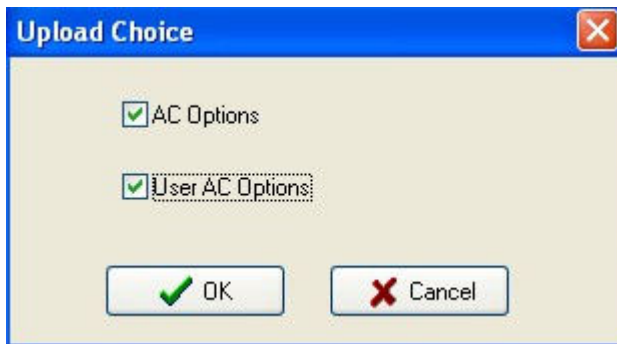 Upload Choice
AC Options
User AC Options
OK
Cancel